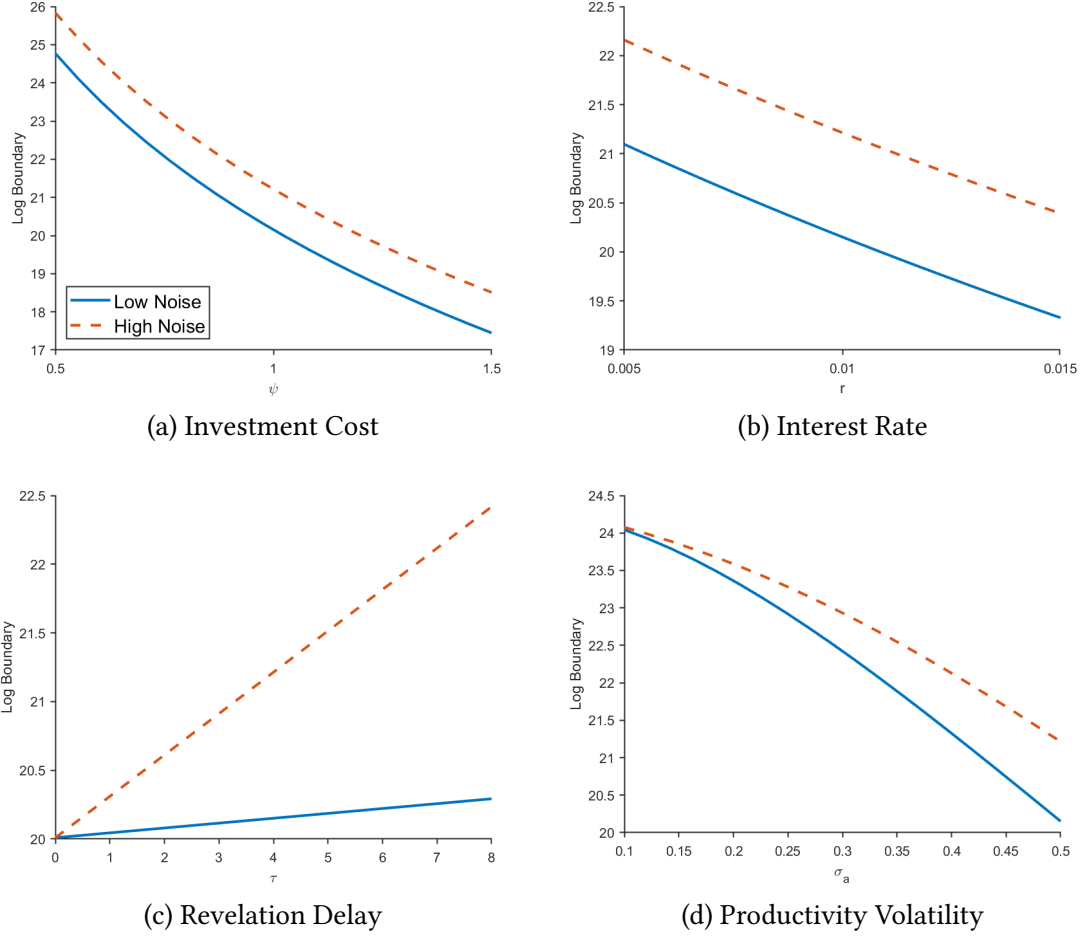 26
25
24
23
22
21
20
19
18
17
Log Boundary
Low Noise
High Noise
0.5 1 1.5
ψ
(a) Investment Cost
22.5
22
21.5
21
20.5
20
19.5
19
Log Boundary
0.005 0.01 0.015
r
(b) Interest Rate
22.5
22
21.5
21
20.5
20
Log Boundary
0 1 2 3 4 5 6 7 8
τ
(c) Revelation Delay
24.5
24
23.5
23
22.5
22
21.5
21
20.5
20
Log Boundary
0.1 0.15 0.2 0.25 0.3 0.35 0.4 0.45 0.5
σa
(d) Productivity Volatility